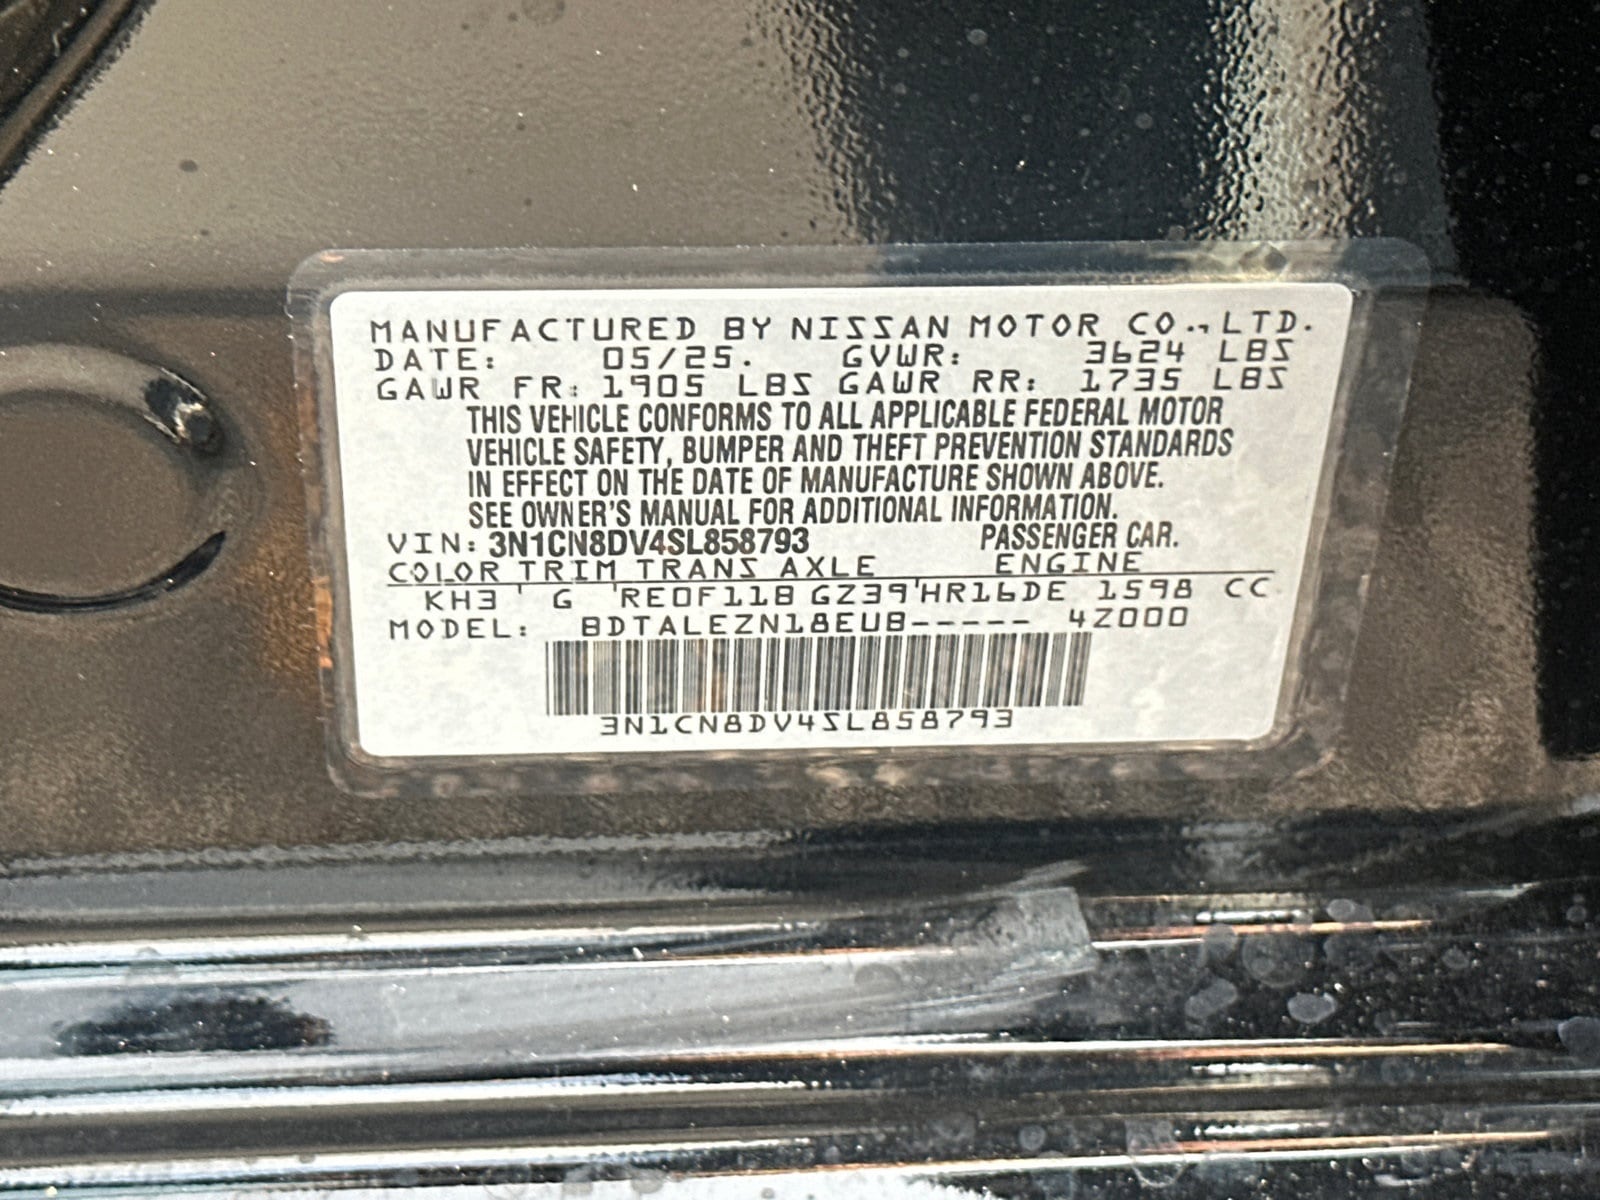 MANUFACTURED BY NISSAN MOTOR CO., LTD.
DATE: 05/25. GVWR: 3624 LBS
GAWR FR: 1905 LBS GAWR RR: 1735 LBS
THIS VEHICLE CONFORMS TO ALL APPLICABLE FEDERAL MOTOR
VEHICLE SAFETY, BUMPER AND THEFT PREVENTION STANDARDS
IN EFFECT ON THE DATE OF MANUFACTURE SHOWN ABOVE.
SEE OWNER'S MANUAL FOR ADDITIONAL INFORMATION.
VIN: 3N1CN8DV4SL858793 PASSENGER CAR.
COLOR TRIM TRANS AXLE ENGINE
KH3 ' G 'RE0F11B GZ39'HR16DE 1598 CC
MODEL: BDTALEZN18EUB----- 4Z000
3N1CN8DV4SL858793